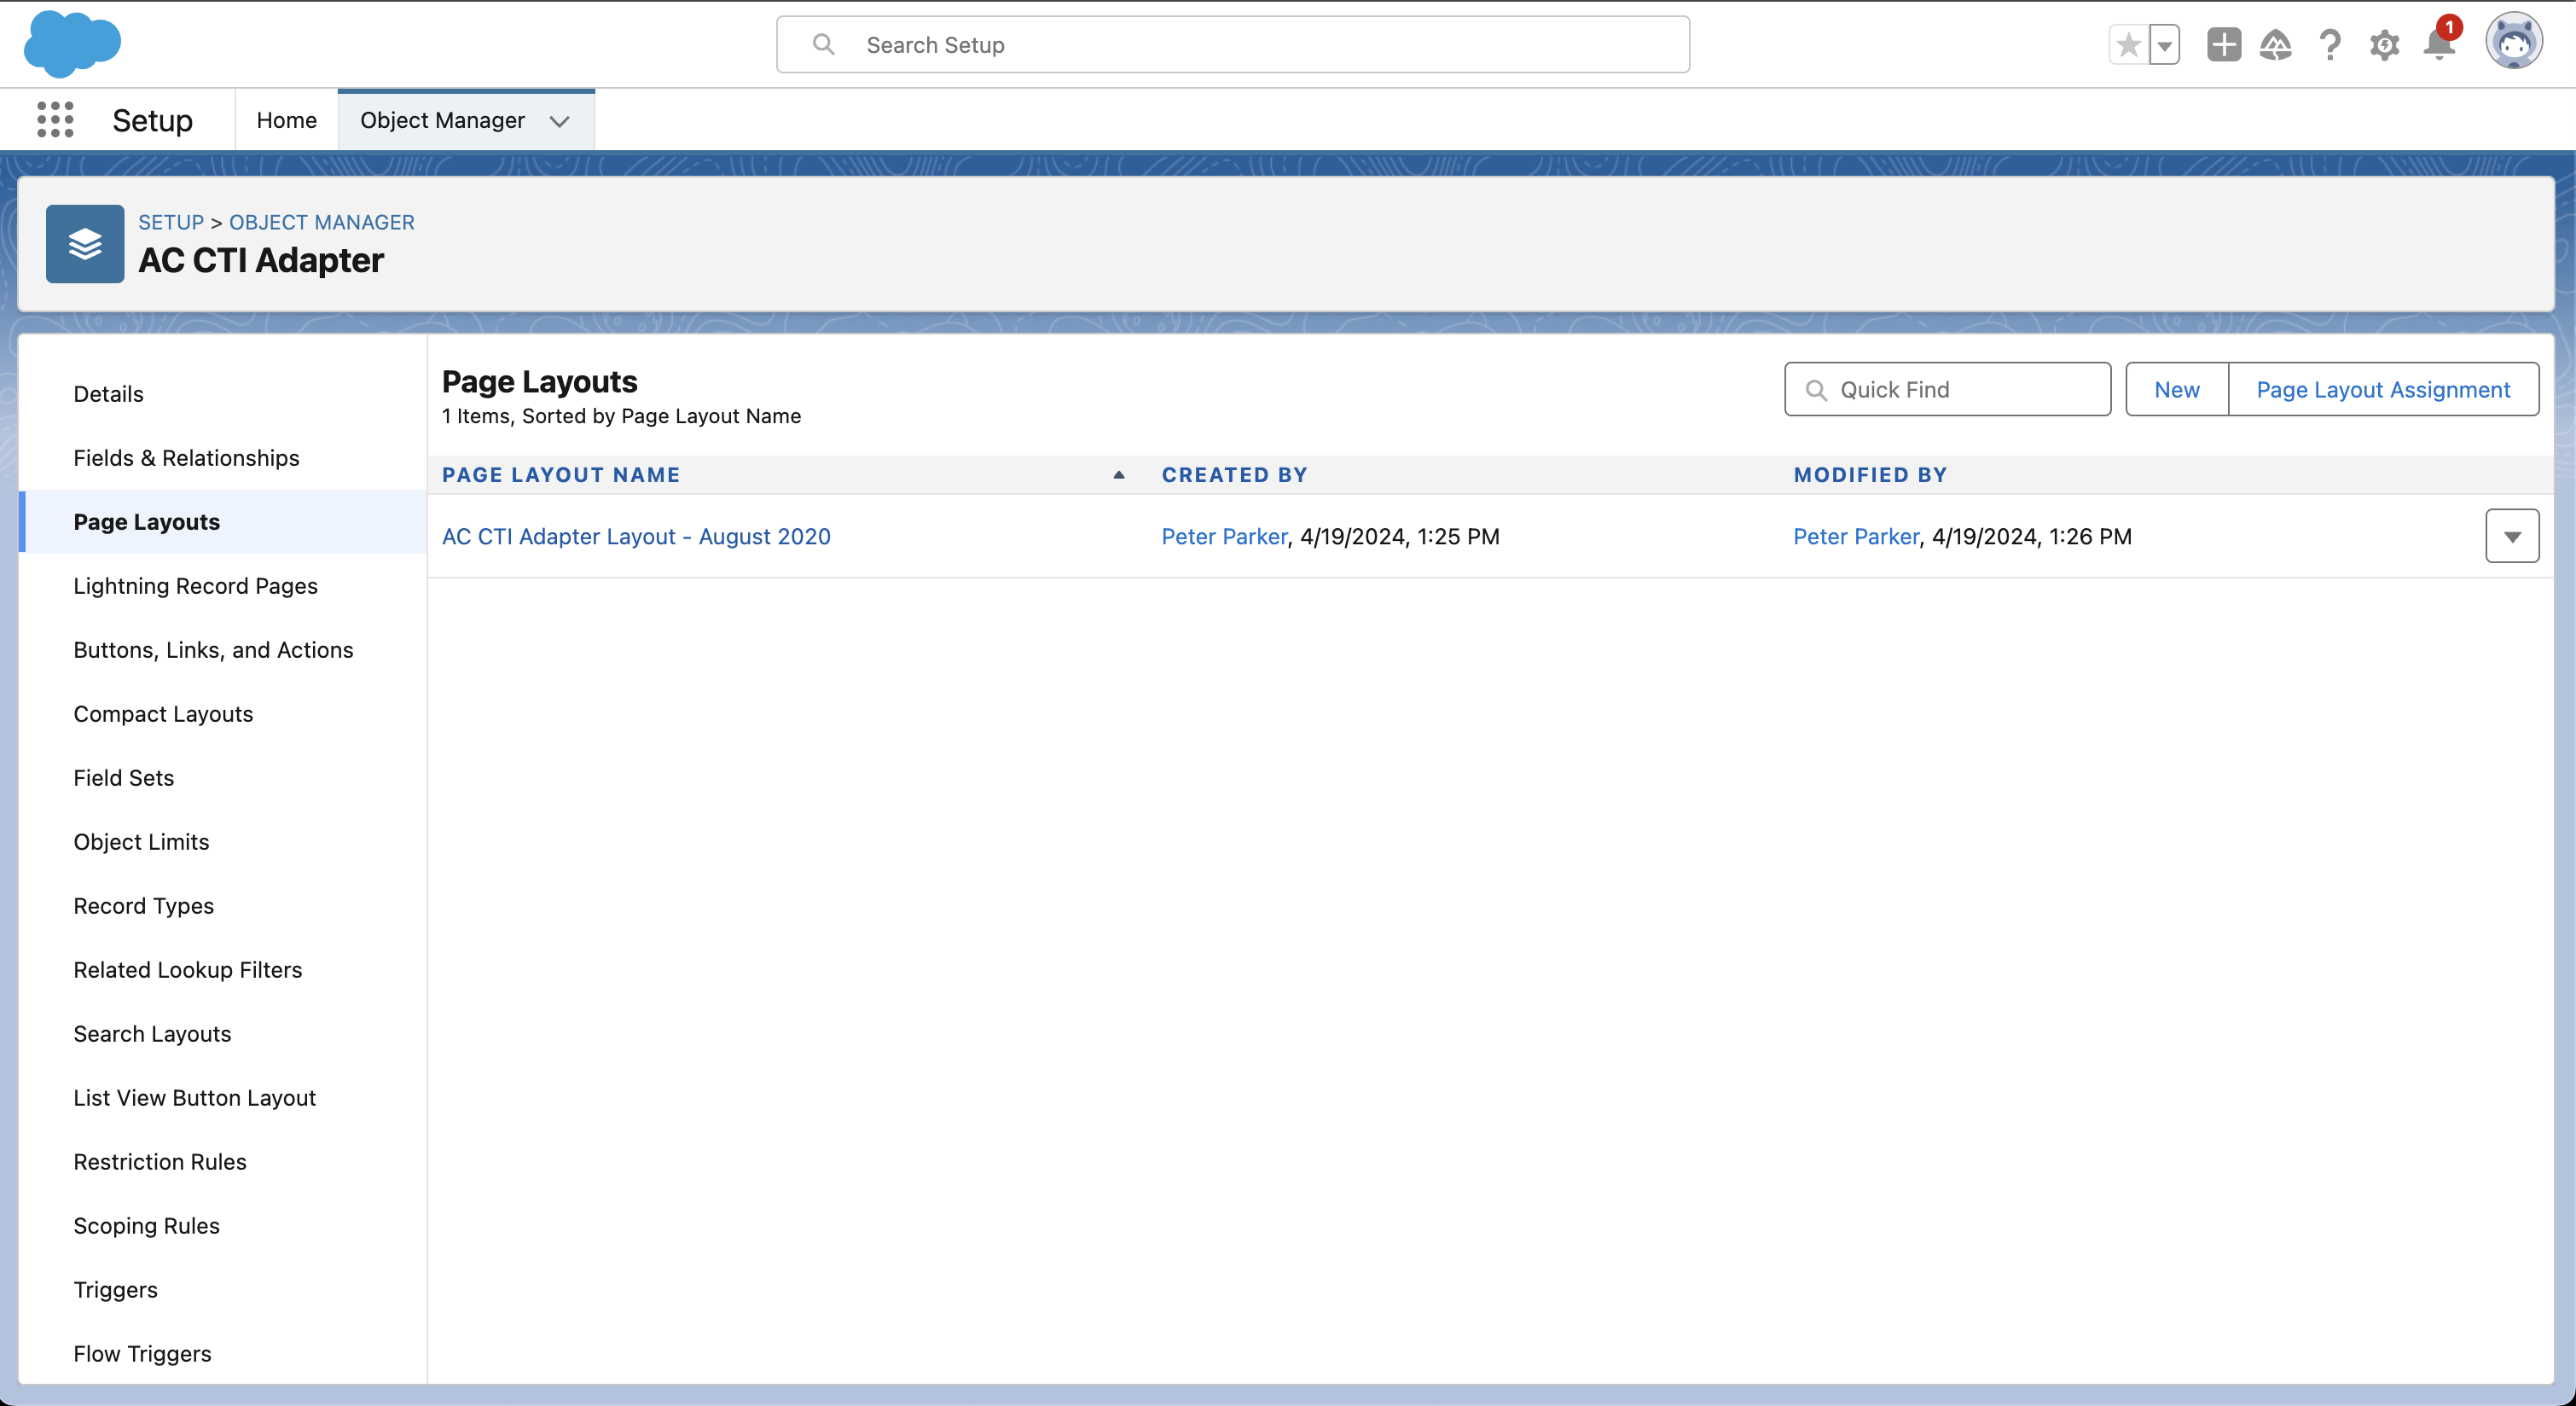 Search Setup
1
Setup
Home
Object Manager
SETUP > OBJECT MANAGER
AC CTI Adapter
Details
Fields & Relationships
Page Layouts
Lightning Record Pages
Buttons, Links, and Actions
Compact Layouts
Field Sets
Object Limits
Record Types
Related Lookup Filters
Search Layouts
List View Button Layout
Restriction Rules
Scoping Rules
Triggers
Flow Triggers
Page Layouts
1 Items, Sorted by Page Layout Name
Quick Find
New
Page Layout Assignment
PAGE LAYOUT NAME CREATED BY MODIFIED BY
AC CTI Adapter Layout - August 2020 Peter Parker, 4/19/2024, 1:25 PM Peter Parker, 4/19/2024, 1:26 PM